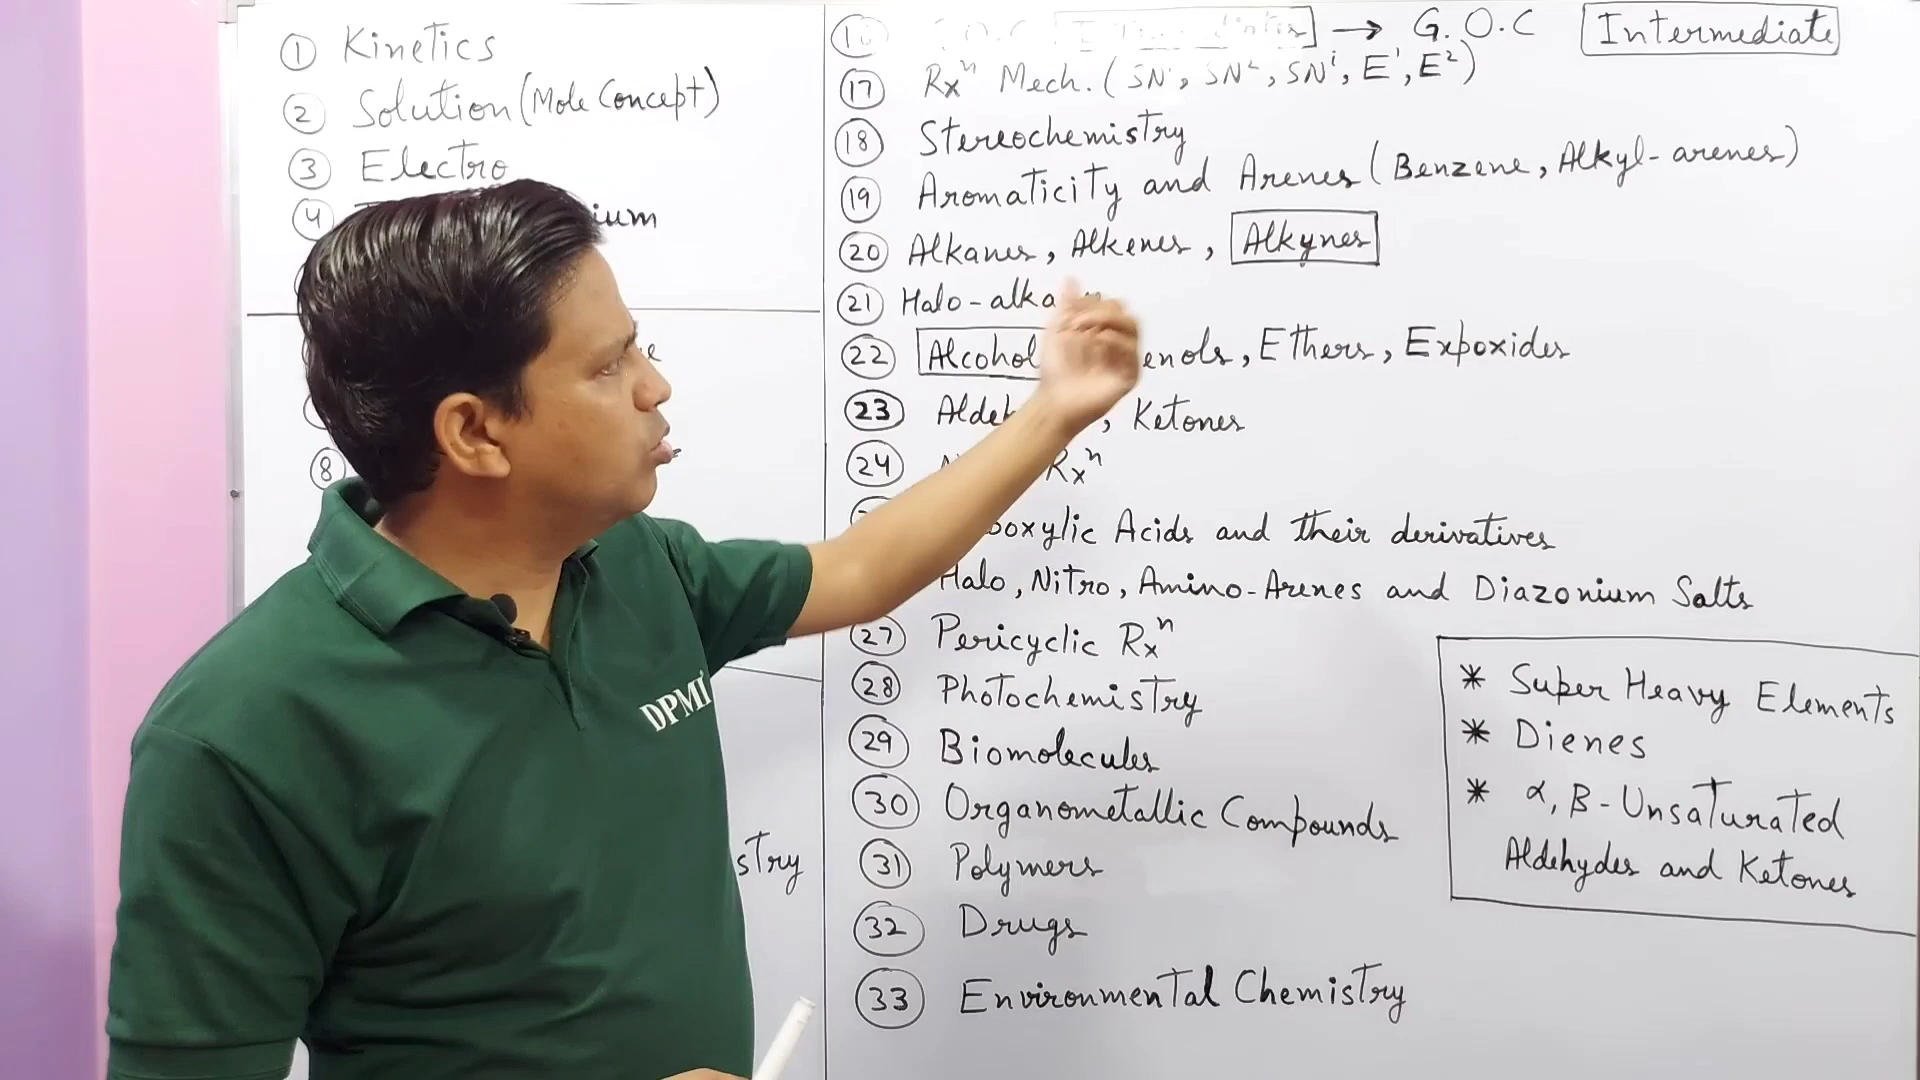 ① Kinetics
② Solution (Mole Concept)
③ Electro
④ ium
⑧
stry
→ G.O.C Intermediate
⑰ Rxⁿ Mech. (SN¹, SN², SNⁱ, E¹, E²)
⑱ Stereochemistry
⑲ Aromaticity and Arenes (Benzene, Alkyl-arenes)
⑳ Alkanes, Alkenes, Alkynes
㉑ Halo-alka
㉒ Alcohol enols, Ethers, Expoxides
㉓ Aldeh , Ketones
㉔ Rxⁿ
boxylic Acids and their derivatives
Halo, Nitro, Amino-Arenes and Diazonium Salts
㉗ Pericyclic Rxⁿ
㉘ Photochemistry
㉙ Biomolecules
㉚ Organometallic Compounds
㉛ Polymers
㉜ Drugs
㉝ Environmental Chemistry
* Super Heavy Elements
* Dienes
* α, β-Unsaturated
Aldehydes and Ketones
DPMI